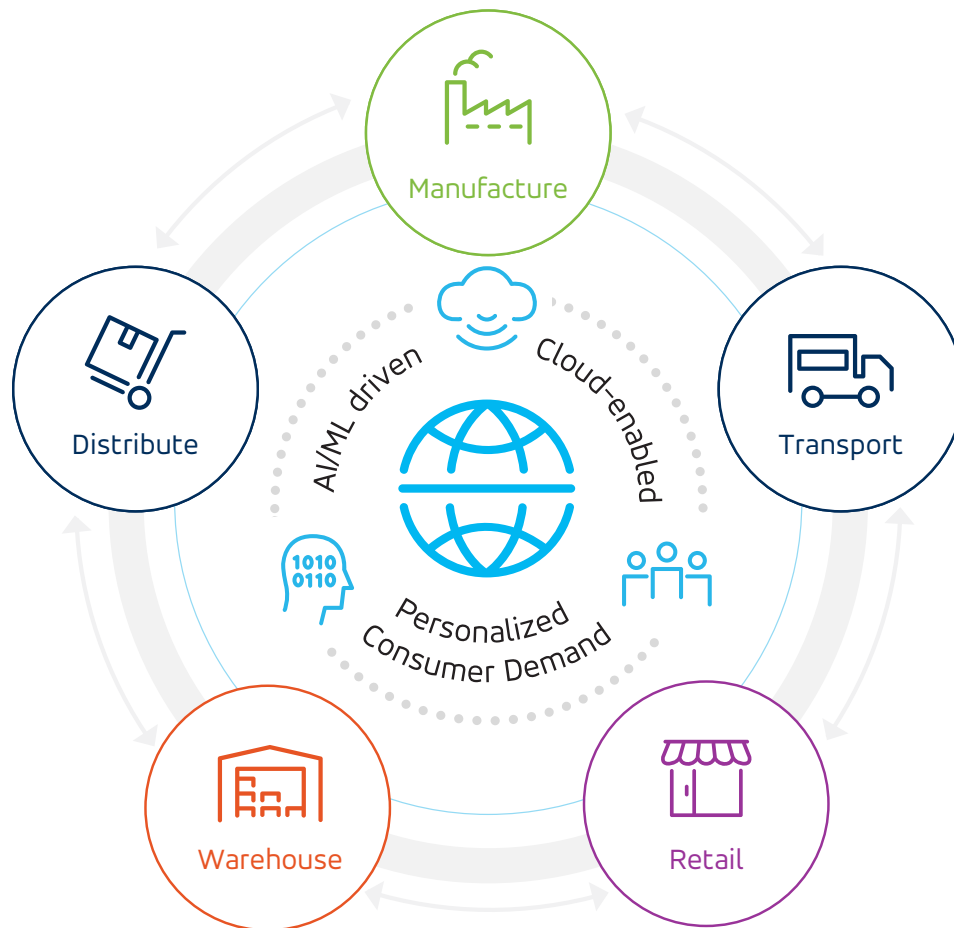 Manufacture
Distribute
Transport
AI/ML driven
Cloud-enabled
1010
0110
Personalized
Consumer Demand
Warehouse
Retail